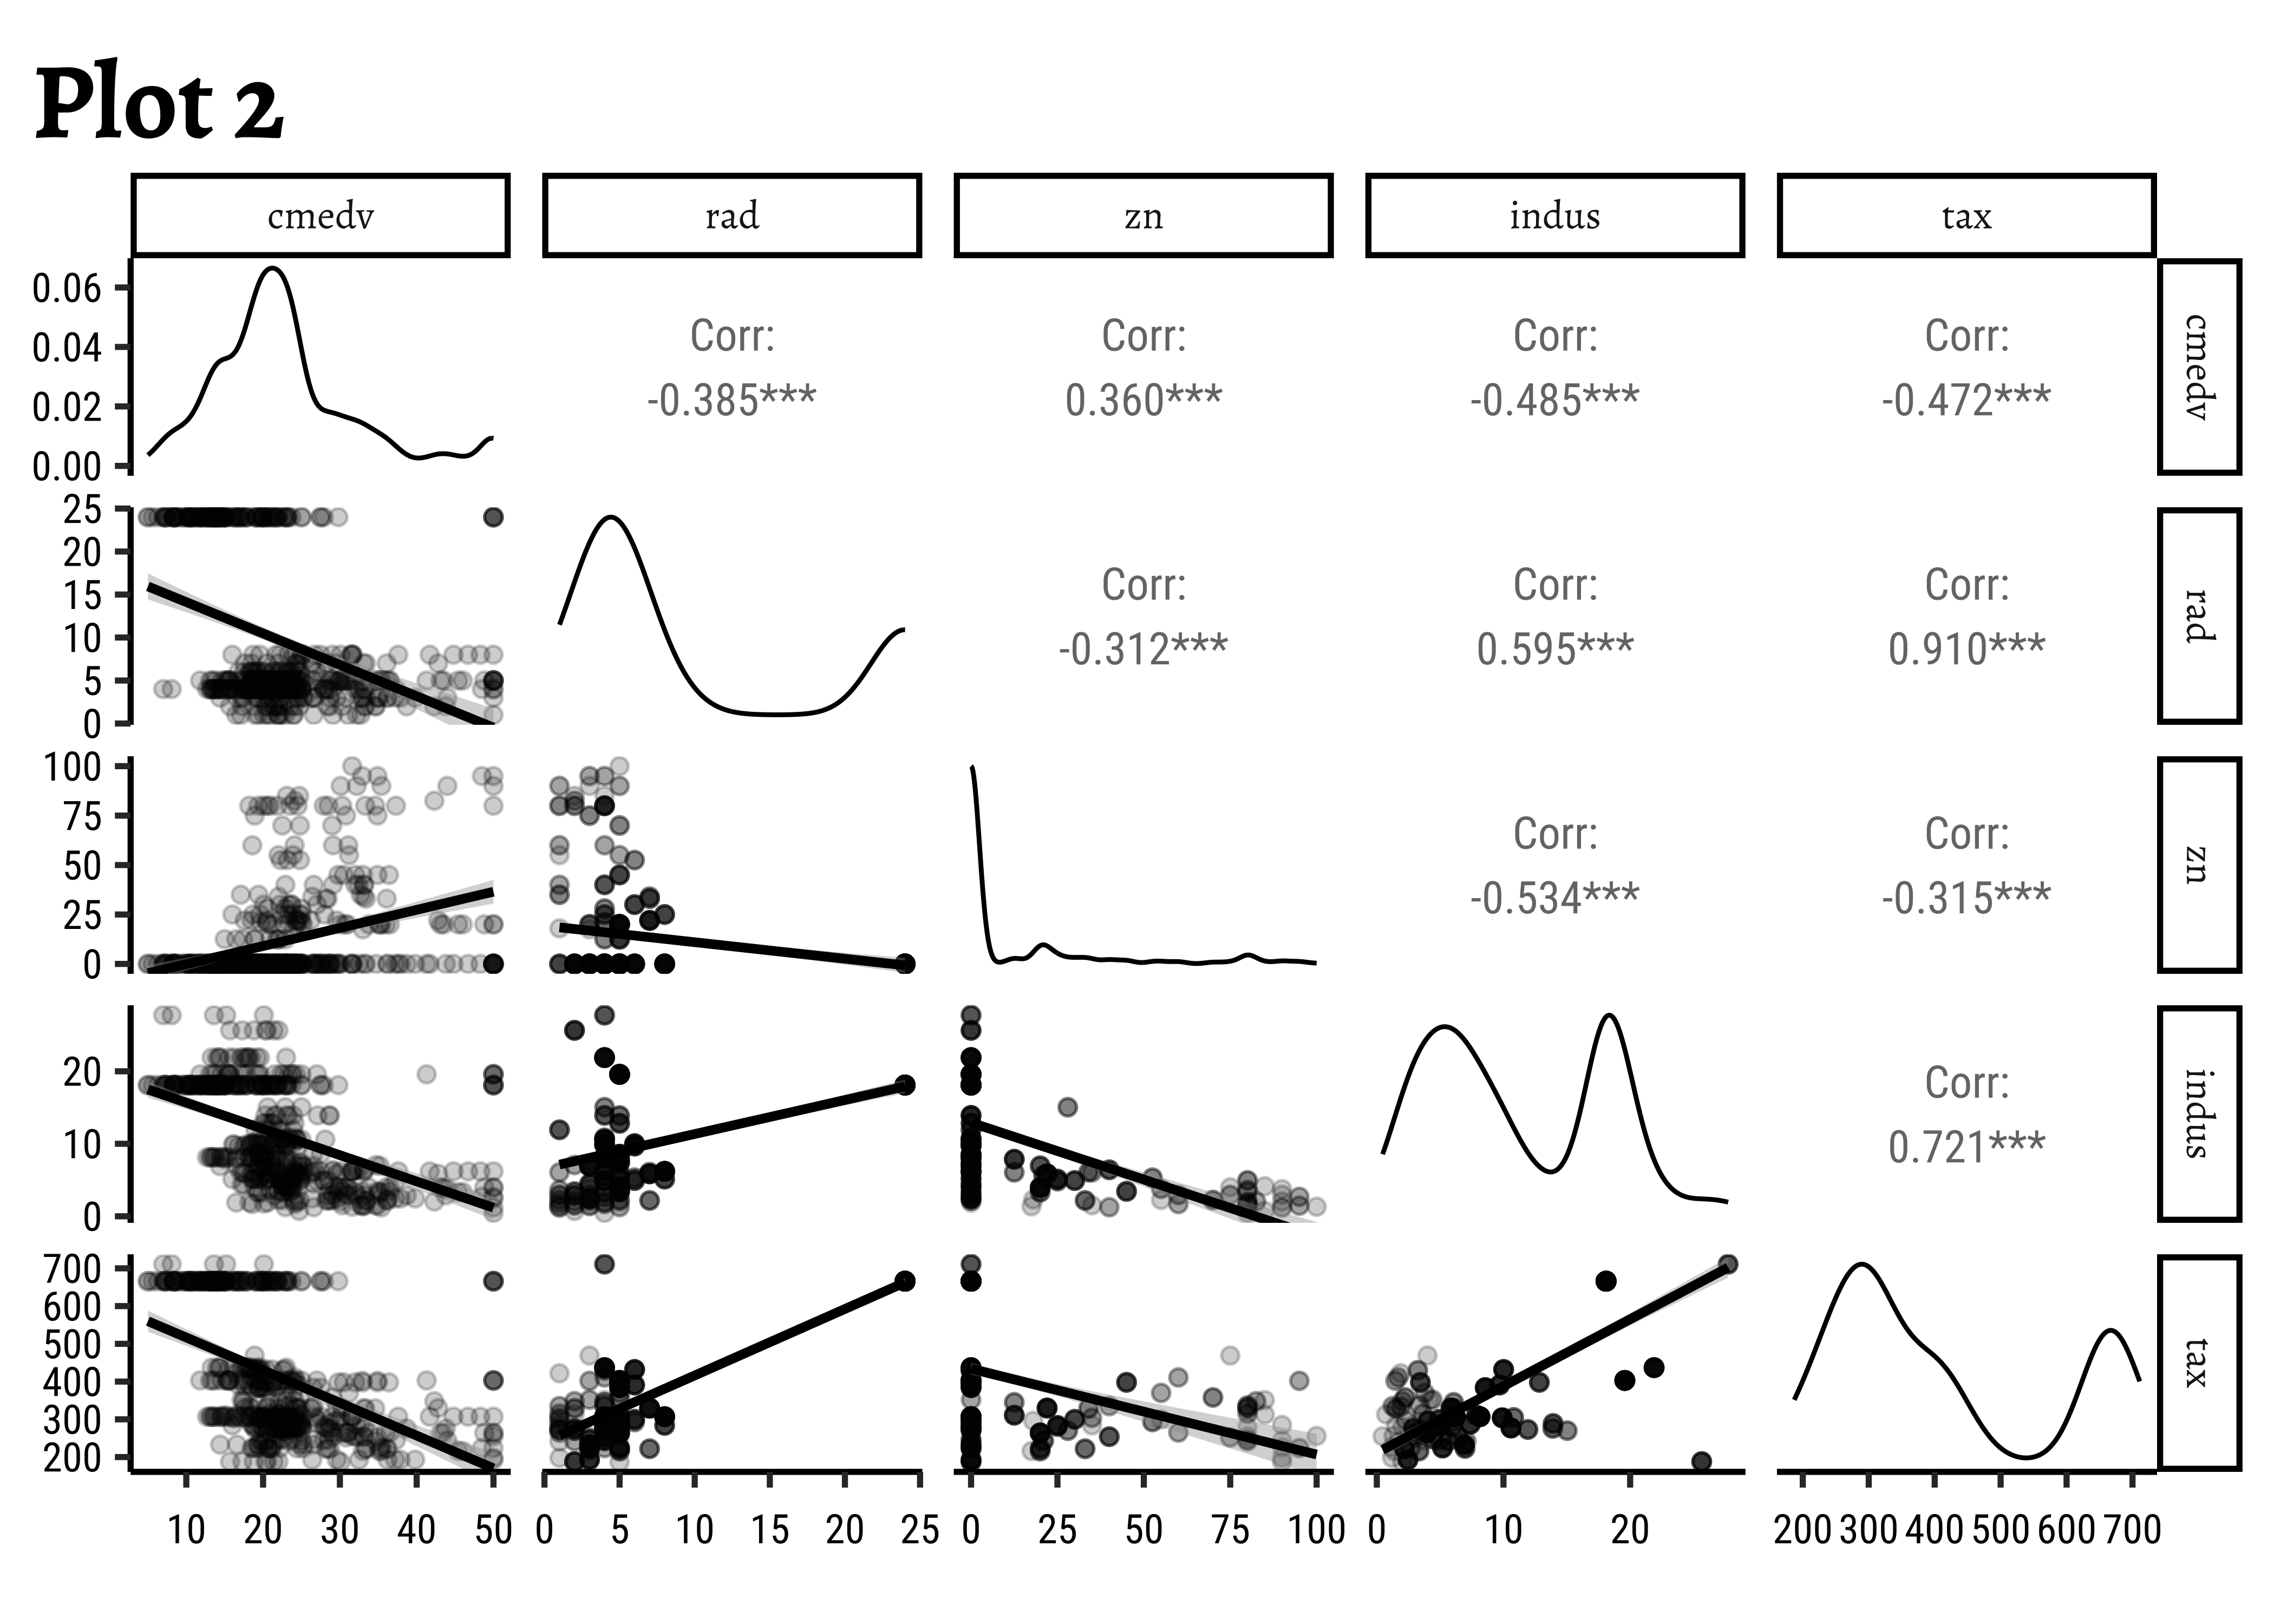 Plot 2
cmedv rad zn indus tax
0.06
0.04
0.02
0.00
Corr: Corr: Corr: Corr:
-0.385*** 0.360*** -0.485*** -0.472***
cmedv
25
20
15
10
5
0
Corr: Corr: Corr:
-0.312*** 0.595*** 0.910***
rad
100
75
50
25
0
Corr: Corr:
-0.534*** -0.315***
zn
20
10
0
Corr:
0.721***
indus
700
600
500
400
300
200
tax
10 20 30 40 50 0 5 10 15 20 25 0 25 50 75 100 0 10 20 200 300 400 500 600 700